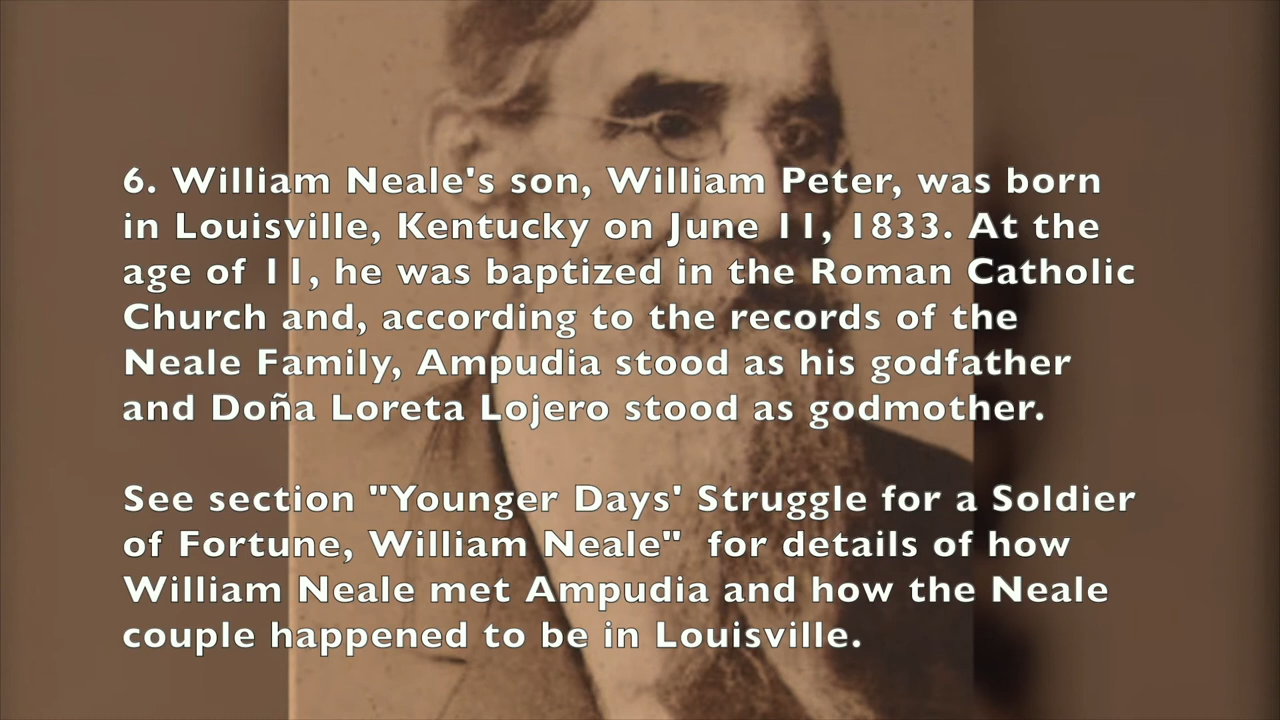 6. William Neale's son, William Peter, was born
in Louisville, Kentucky on June 11, 1833. At the
age of 11, he was baptized in the Roman Catholic
Church and, according to the records of the
Neale Family, Ampudia stood as his godfather
and Doña Loreta Lojero stood as godmother.
See section "Younger Days' Struggle for a Soldier
of Fortune, William Neale"  for details of how
William Neale met Ampudia and how the Neale
couple happened to be in Louisville.